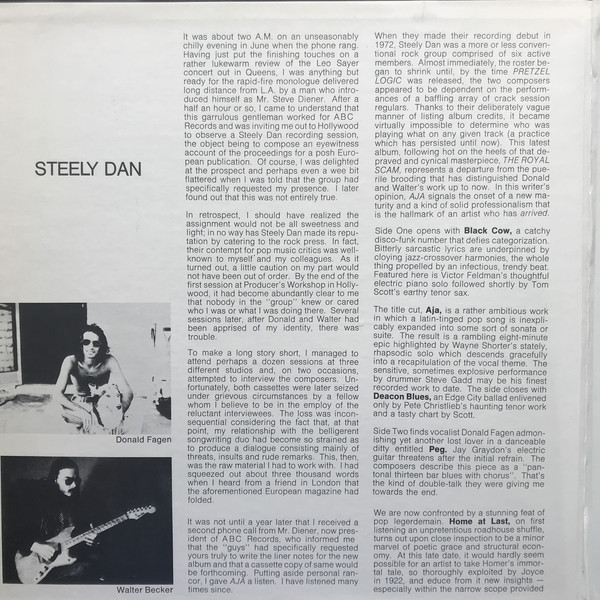 STEELY DAN
Donald Fagen
Walter Becker
It was about two A.M. on an unseasonably
chilly evening in June when the phone rang.
Having just put the finishing touches on a
rather lukewarm review of the Leo Sayer
concert out in Queens, I was anything but
ready for the rapid-fire monologue delivered
long distance from L.A. by a man who intro-
duced himself as Mr. Steve Diener. After a
half an hour or so, I came to understand that
this garrulous gentleman worked for ABC
Records and was inviting me out to Hollywood
to observe a Steely Dan recording session,
the object being to compose an eyewitness
account of the proceedings for a posh Euro-
pean publication. Of course, I was delighted
at the prospect and perhaps even a wee bit
flattered when I was told that the group had
specifically requested my presence. I later
found out that this was not entirely true.
In retrospect, I should have realized the
assignment would not be all sweetness and
light; in no way has Steely Dan made its repu-
tation by catering to the rock press. In fact,
their contempt for pop music critics was well-
known to myself and my colleagues. As it
turned out, a little caution on my part would
not have been out of order. By the end of the
first session at Producer's Workshop in Holly-
wood, it had become abundantly clear to me
that nobody in the "group" knew or cared
who I was or what I was doing there. Several
sessions later, after Donald and Walter had
been apprised of my identity, there was
trouble.
To make a long story short, I managed to
attend perhaps a dozen sessions at three
different studios and, on two occasions,
attempted to interview the composers. Un-
fortunately, both cassettes were later seized
under grievous circumstances by a fellow
whom I believe to be in the employ of the
reluctant interviewees. The loss was incon-
sequential considering the fact that, at that
point, my relationship with the belligerent
songwriting duo had become so strained as
to produce a dialogue consisting mainly of
threats, insults and rude remarks. This, then,
was the raw material I had to work with. I had
squeezed out about three thousand words
when I heard from a friend in London that
the aforementioned European magazine had
folded.
It was not until a year later that I received a
second phone call from Mr. Diener, now pres-
ident of ABC Records, who informed me
that the "guys" had specifically requested
yours truly to write the liner notes for the new
album and that a cassette copy of same would
be forthcoming. Putting aside personal ran-
cor, I gave AJA a listen. I have listened many
times since.
When they made their recording debut in
1972, Steely Dan was a more or less conven-
tional rock group comprised of six active
members. Almost immediately, the roster be-
gan to shrink until, by the time PRETZEL
LOGIC was released, the two composers
appeared to be dependent on the perform-
ances of a baffling array of crack session
regulars. Thanks to their deliberately vague
manner of listing album credits, it became
virtually impossible to determine who was
playing what on any given track (a practice
which has persisted until now). This latest
album, following hot on the heels of that de-
praved and cynical masterpiece, THE ROYAL
SCAM, represents a departure from the pue-
rile brooding that has distinguished Donald
and Walter's work up to now. In this writer's
opinion, AJA signals the onset of a new ma-
turity and a kind of solid professionalism that
is the hallmark of an artist who has arrived.
Side One opens with Black Cow, a catchy
disco-funk number that defies categorization.
Bitterly sarcastic lyrics are underpinned by
cloying jazz-crossover harmonies, the whole
thing propelled by an infectious, trendy beat.
Featured here is Victor Feldman's thoughtful
electric piano solo followed shortly by Tom
Scott's earthy tenor sax.
The title cut, Aja, is a rather ambitious work
in which a latin-tinged pop song is inexpli-
cably expanded into some sort of sonata or
suite. The result is a rambling eight-minute
epic highlighted by Wayne Shorter's stately,
rhapsodic solo which descends gracefully
into a recapitulation of the vocal theme. The
sensitive, sometimes explosive performance
by drummer Steve Gadd may be his finest
recorded work to date. The side closes with
Deacon Blues, an Edge City ballad enlivened
only by Pete Christlieb's haunting tenor work
and a tasty chart by Scott.
Side Two finds vocalist Donald Fagen admon-
ishing yet another lost lover in a danceable
ditty entitled Peg. Jay Graydon's electric
guitar threatens after the initial refrain. The
composers describe this piece as a "pan-
tonal thirteen bar blues with chorus". That's
the kind of double-talk they were giving me
towards the end.
We are now confronted by a stunning feat of
pop legerdemain. Home at Last, on first
listening an unpretentious roadhouse shuffle,
turns out upon close inspection to be a minor
marvel of poetic grace and structural econ-
omy. At this late date, it would hardly seem
possible for an artist to take Homer's immor-
tal tale, so thoroughly exploited by Joyce
in 1922, and educe from it new insights —
especially within the narrow scope provided